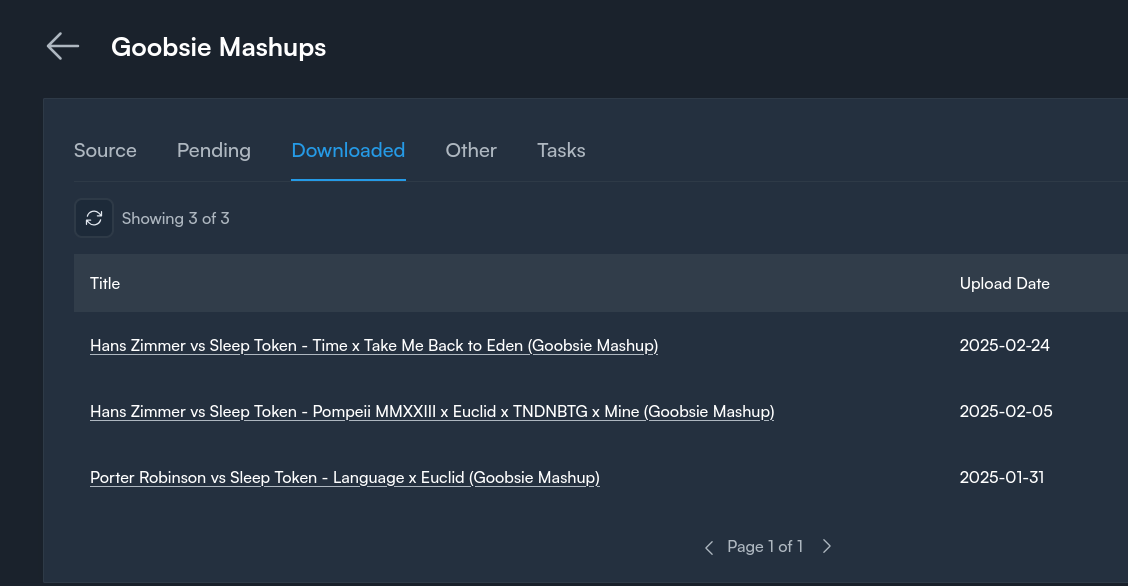 Goobsie Mashups
Source Pending Downloaded Other Tasks
Showing 3 of 3
Title Upload Date
Hans Zimmer vs Sleep Token - Time x Take Me Back to Eden (Goobsie Mashup) 2025-02-24
Hans Zimmer vs Sleep Token - Pompeii MMXXIII x Euclid x TNDNBTG x Mine (Goobsie Mashup) 2025-02-05
Porter Robinson vs Sleep Token - Language x Euclid (Goobsie Mashup) 2025-01-31
Page 1 of 1